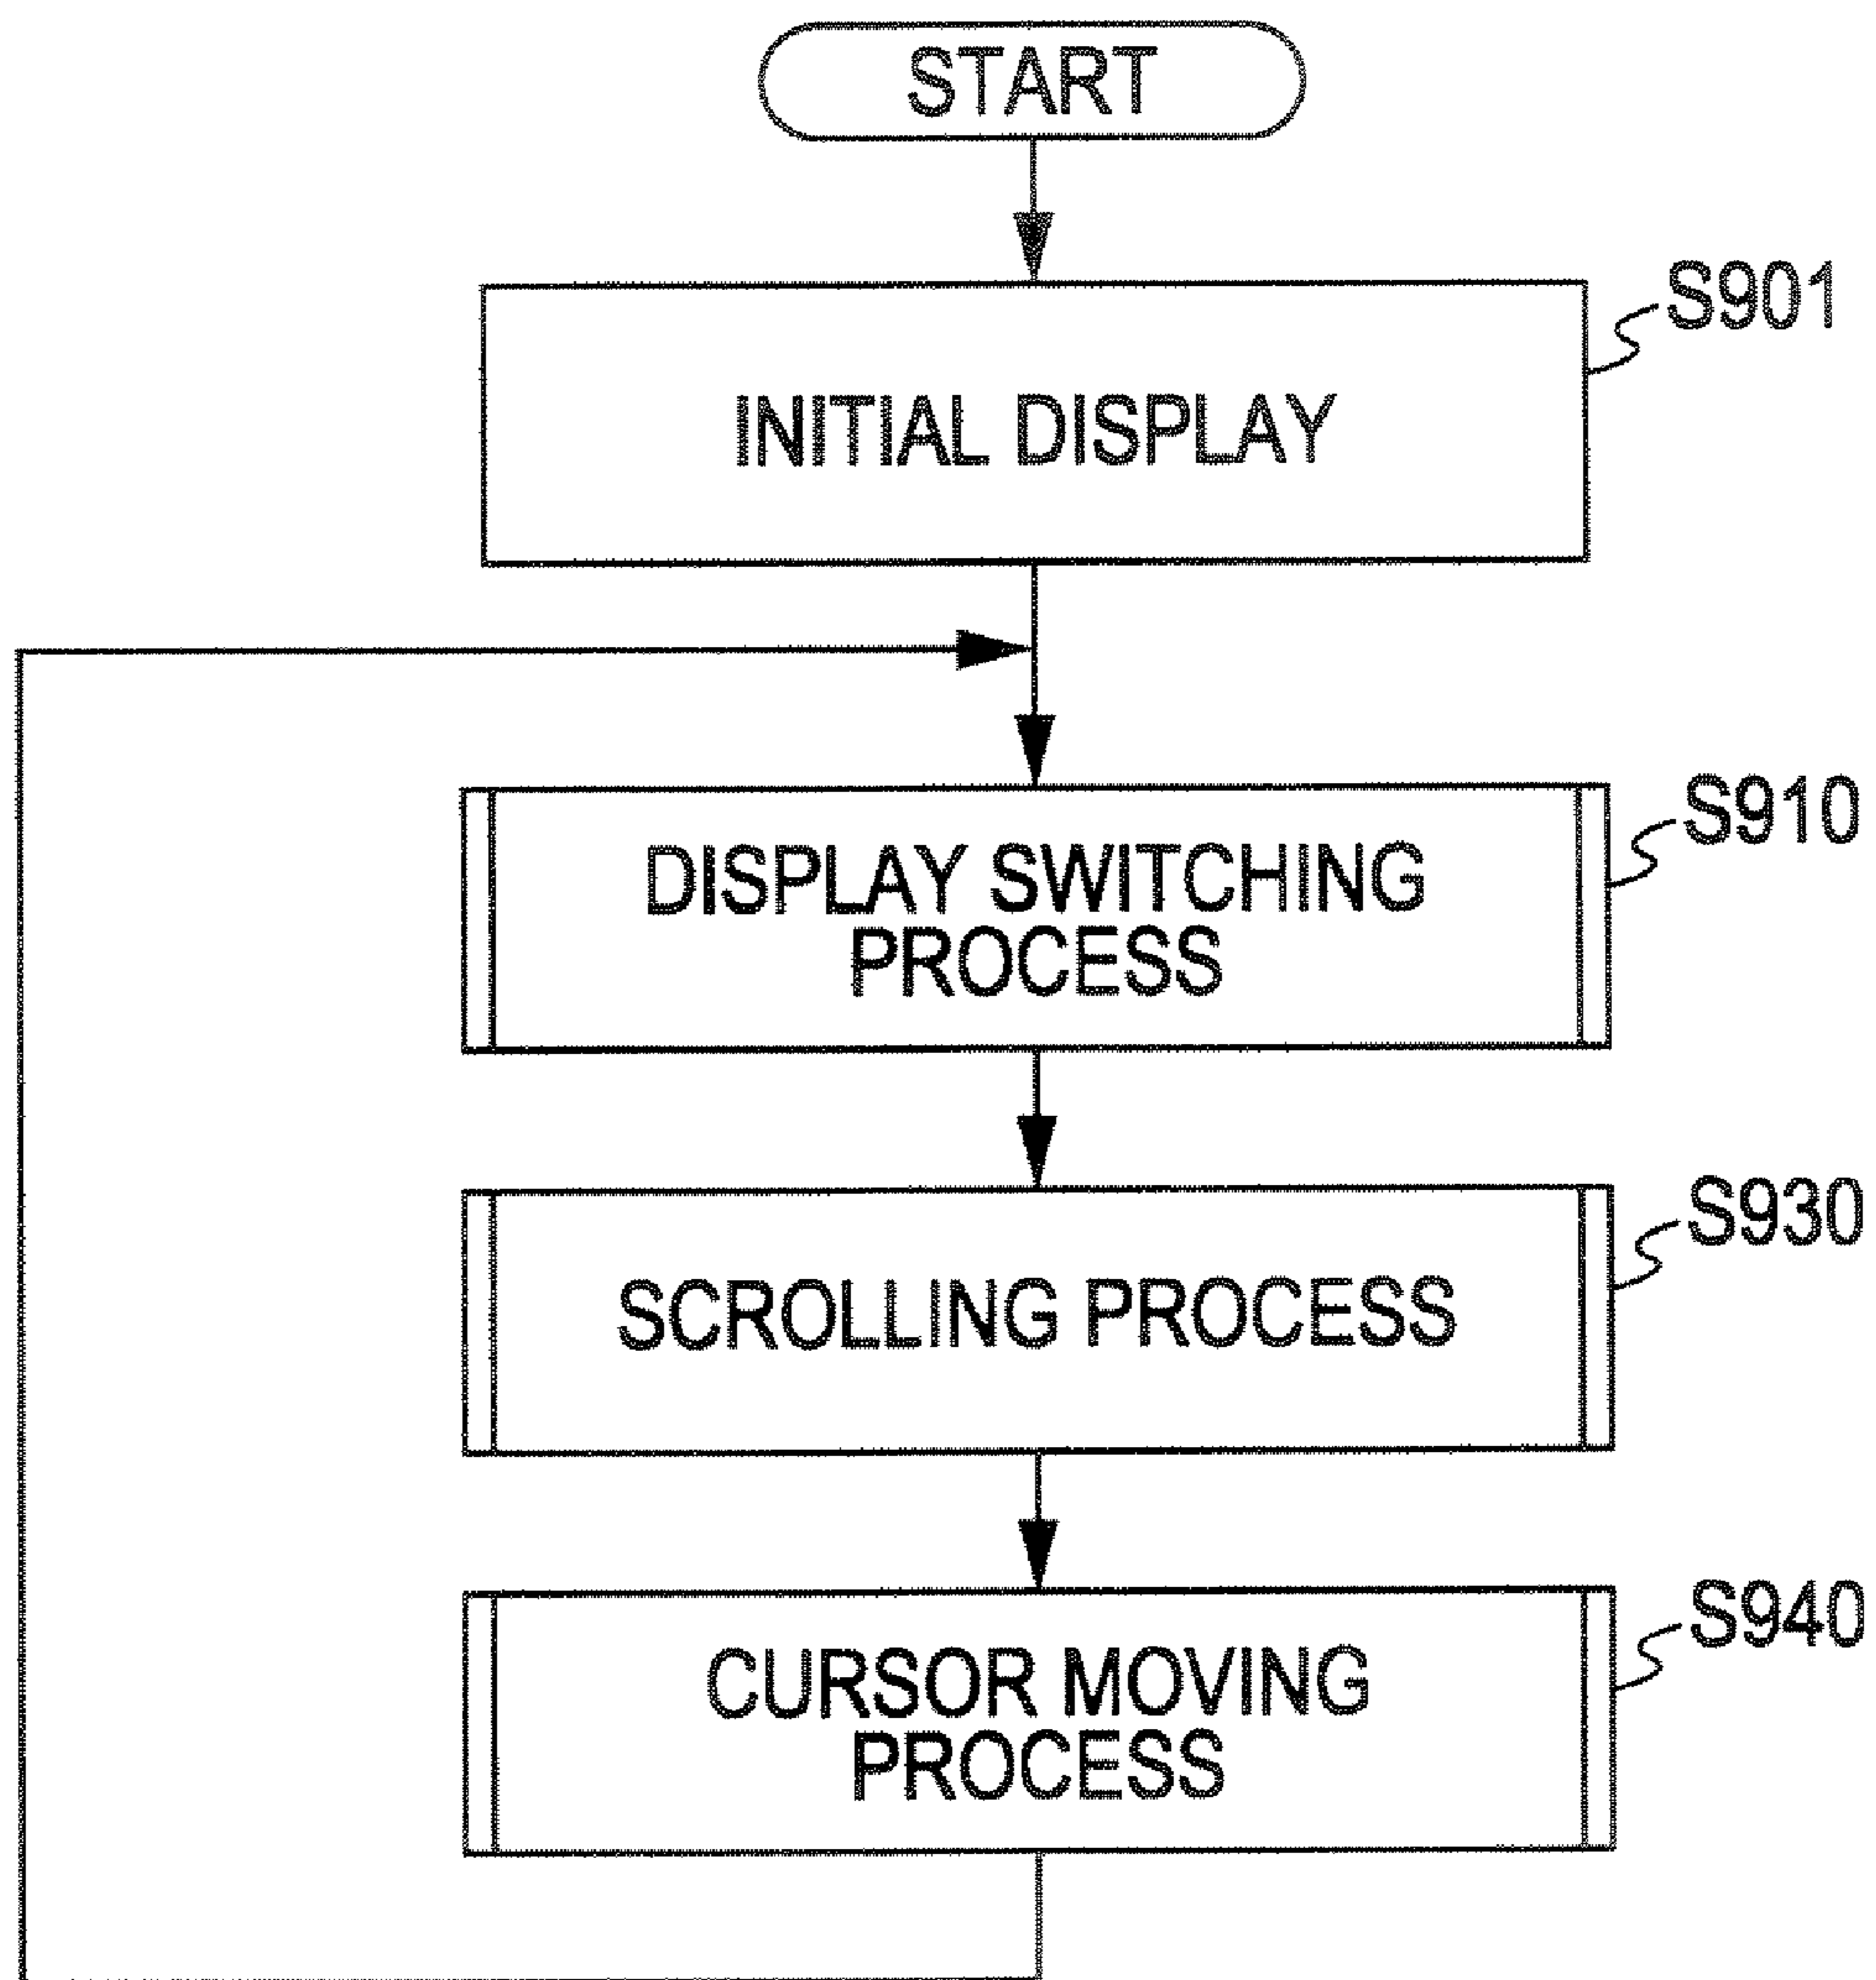 START
S901
INITIAL DISPLAY
S910
DISPLAY SWITCHING
PROCESS
S930
SCROLLING PROCESS
S940
CURSOR MOVING
PROCESS